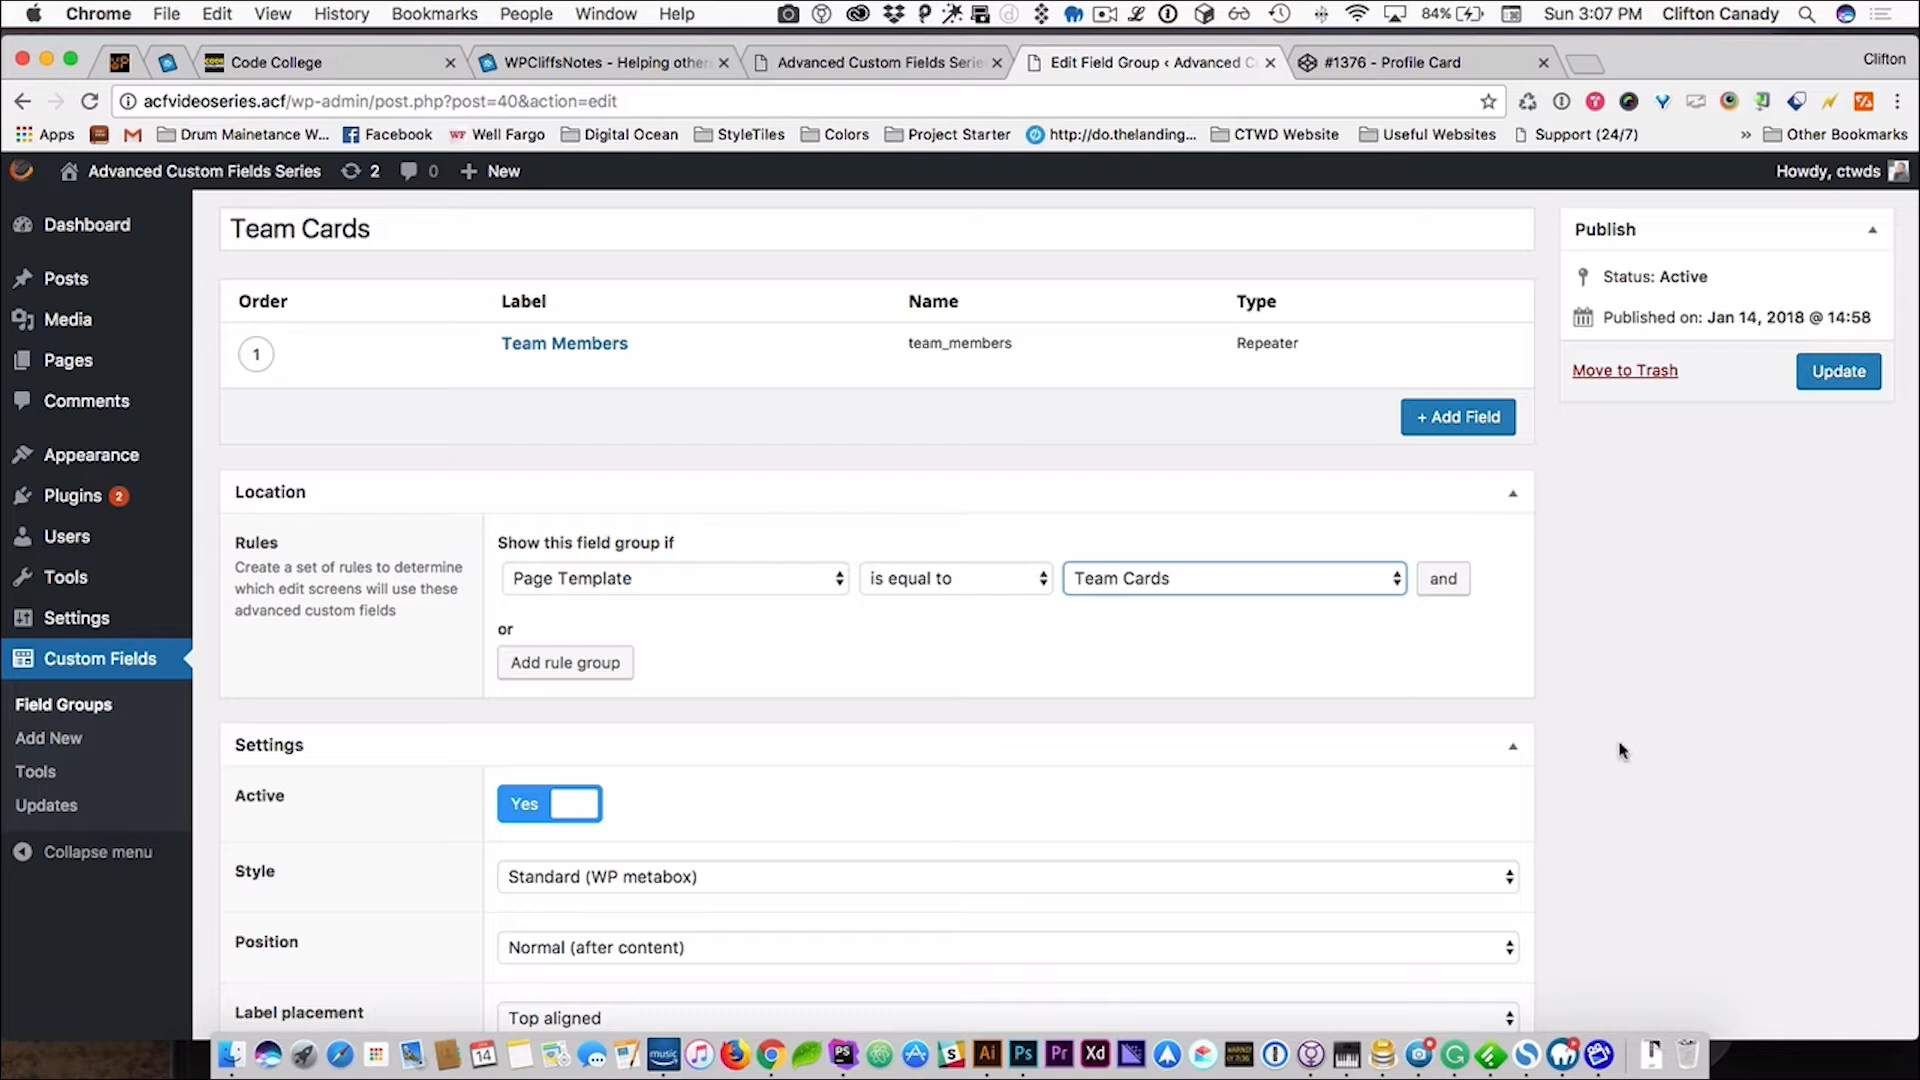 Chrome File Edit View History Bookmarks People Window Help 84% Sun 3:07 PM Clifton Canady
Code College WPCliffsNotes - Helping other Advanced Custom Fields Serie Edit Field Group ‹ Advanced C #1376 - Profile Card Clifton
acfvideoseries.acf/wp-admin/post.php?post=40&action=edit
Apps Drum Mainetance W... Facebook WF Well Fargo Digital Ocean StyleTiles Colors Project Starter http://do.thelanding... CTWD Website Useful Websites Support (24/7) » Other Bookmarks
Advanced Custom Fields Series 2 0 + New Howdy, ctwds
Dashboard
Posts
Media
Pages
Comments
Appearance
Plugins 2
Users
Tools
Settings
Custom Fields
Field Groups
Add New
Tools
Updates
Collapse menu
Team Cards
Order Label Name Type
1 Team Members team_members Repeater
+ Add Field
Location
Rules
Create a set of rules to determine
which edit screens will use these
advanced custom fields
Show this field group if
Page Template is equal to Team Cards and
or
Add rule group
Settings
Active Yes
Style Standard (WP metabox)
Position Normal (after content)
Label placement Top aligned
Publish
Status: Active
Published on: Jan 14, 2018 @ 14:58
Move to Trash Update
14 music PS S Ai Ps Pr Xd